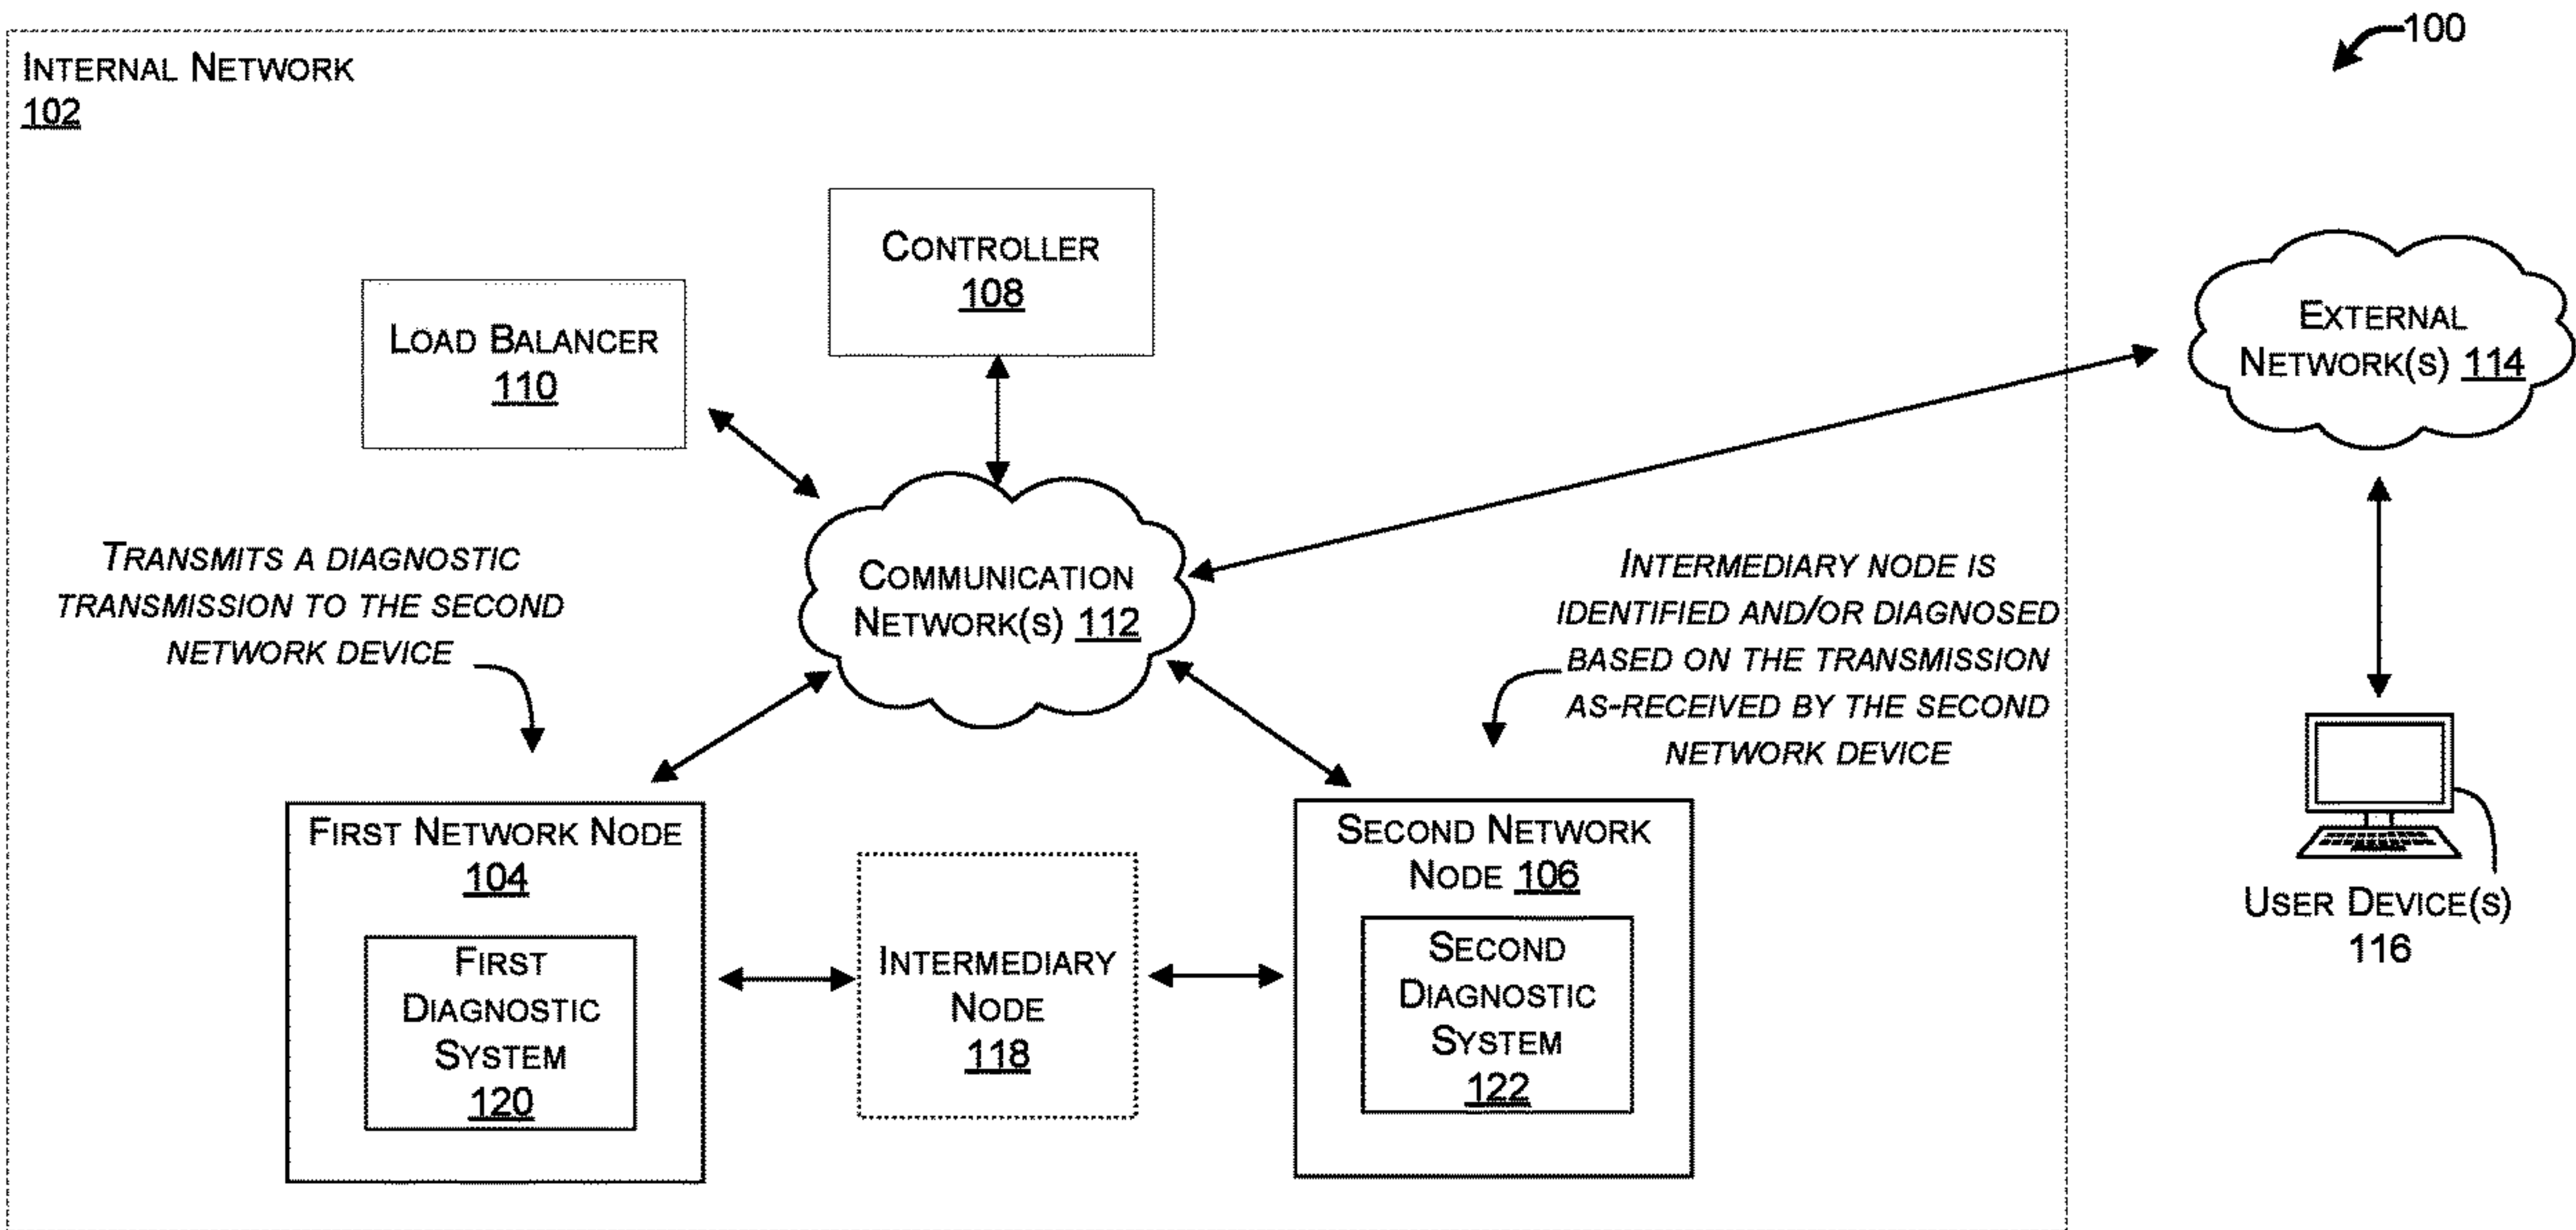 100
INTERNAL NETWORK
102
CONTROLLER
108
LOAD BALANCER
110
EXTERNAL
NETWORK(S) 114
TRANSMITS A DIAGNOSTIC
TRANSMISSION TO THE SECOND
NETWORK DEVICE
COMMUNICATION
NETWORK(S) 112
INTERMEDIARY NODE IS
IDENTIFIED AND/OR DIAGNOSED
BASED ON THE TRANSMISSION
AS-RECEIVED BY THE SECOND
NETWORK DEVICE
FIRST NETWORK NODE
104
FIRST
DIAGNOSTIC
SYSTEM
120
INTERMEDIARY
NODE
118
SECOND NETWORK
NODE 106
SECOND
DIAGNOSTIC
SYSTEM
122
USER DEVICE(S)
116